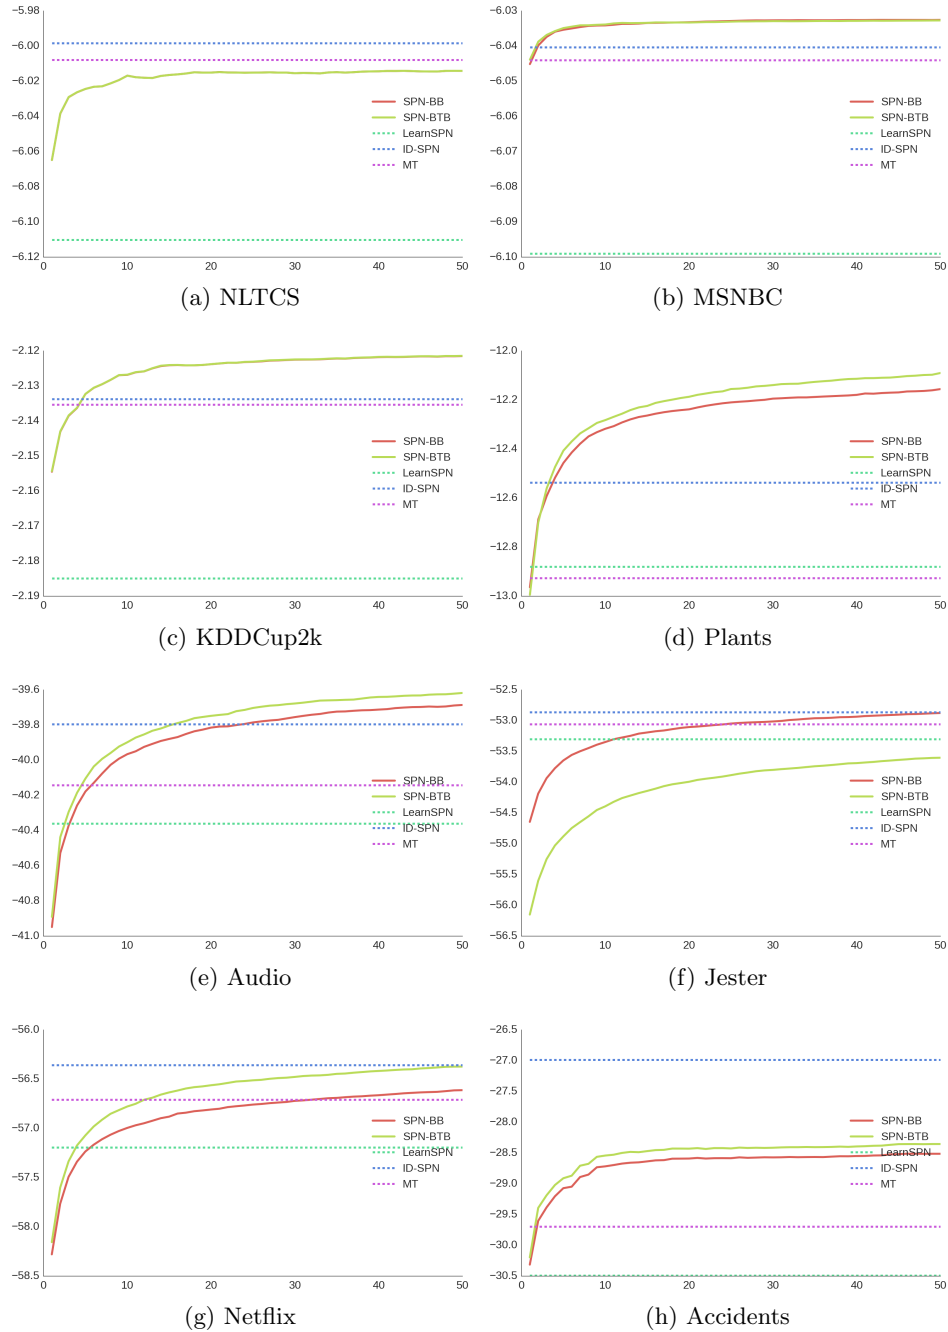 −5.98
−6.00
−6.02
−6.04
−6.06
−6.08
−6.10
−6.12
0 10 20 30 40 50
SPN-BB
SPN-BTB
LearnSPN
ID-SPN
MT
(a) NLTCS
−6.03
−6.04
−6.05
−6.06
−6.07
−6.08
−6.09
−6.10
0 10 20 30 40 50
SPN-BB
SPN-BTB
LearnSPN
ID-SPN
MT
(b) MSNBC
−2.12
−2.13
−2.14
−2.15
−2.16
−2.17
−2.18
−2.19
0 10 20 30 40 50
SPN-BB
SPN-BTB
LearnSPN
ID-SPN
MT
(c) KDDCup2k
−12.0
−12.2
−12.4
−12.6
−12.8
−13.0
0 10 20 30 40 50
SPN-BB
SPN-BTB
LearnSPN
ID-SPN
MT
(d) Plants
−39.6
−39.8
−40.0
−40.2
−40.4
−40.6
−40.8
−41.0
0 10 20 30 40 50
SPN-BB
SPN-BTB
LearnSPN
ID-SPN
MT
(e) Audio
−52.5
−53.0
−53.5
−54.0
−54.5
−55.0
−55.5
−56.0
−56.5
0 10 20 30 40 50
SPN-BB
SPN-BTB
LearnSPN
ID-SPN
MT
(f) Jester
−56.0
−56.5
−57.0
−57.5
−58.0
−58.5
0 10 20 30 40 50
SPN-BB
SPN-BTB
LearnSPN
ID-SPN
MT
(g) Netflix
−26.5
−27.0
−27.5
−28.0
−28.5
−29.0
−29.5
−30.0
−30.5
0 10 20 30 40 50
SPN-BB
SPN-BTB
LearnSPN
ID-SPN
MT
(h) Accidents